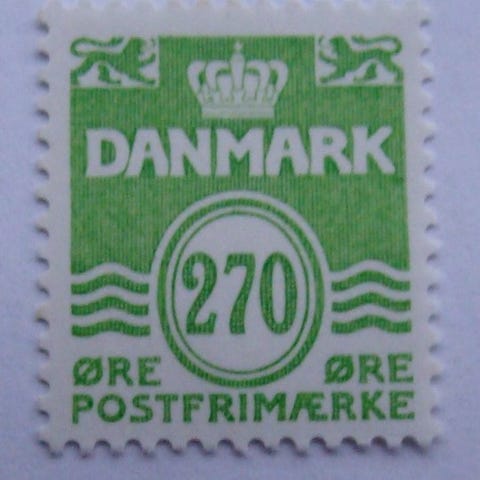 DANMARK
270
ØRE ØRE
POSTFRIMÆRKE